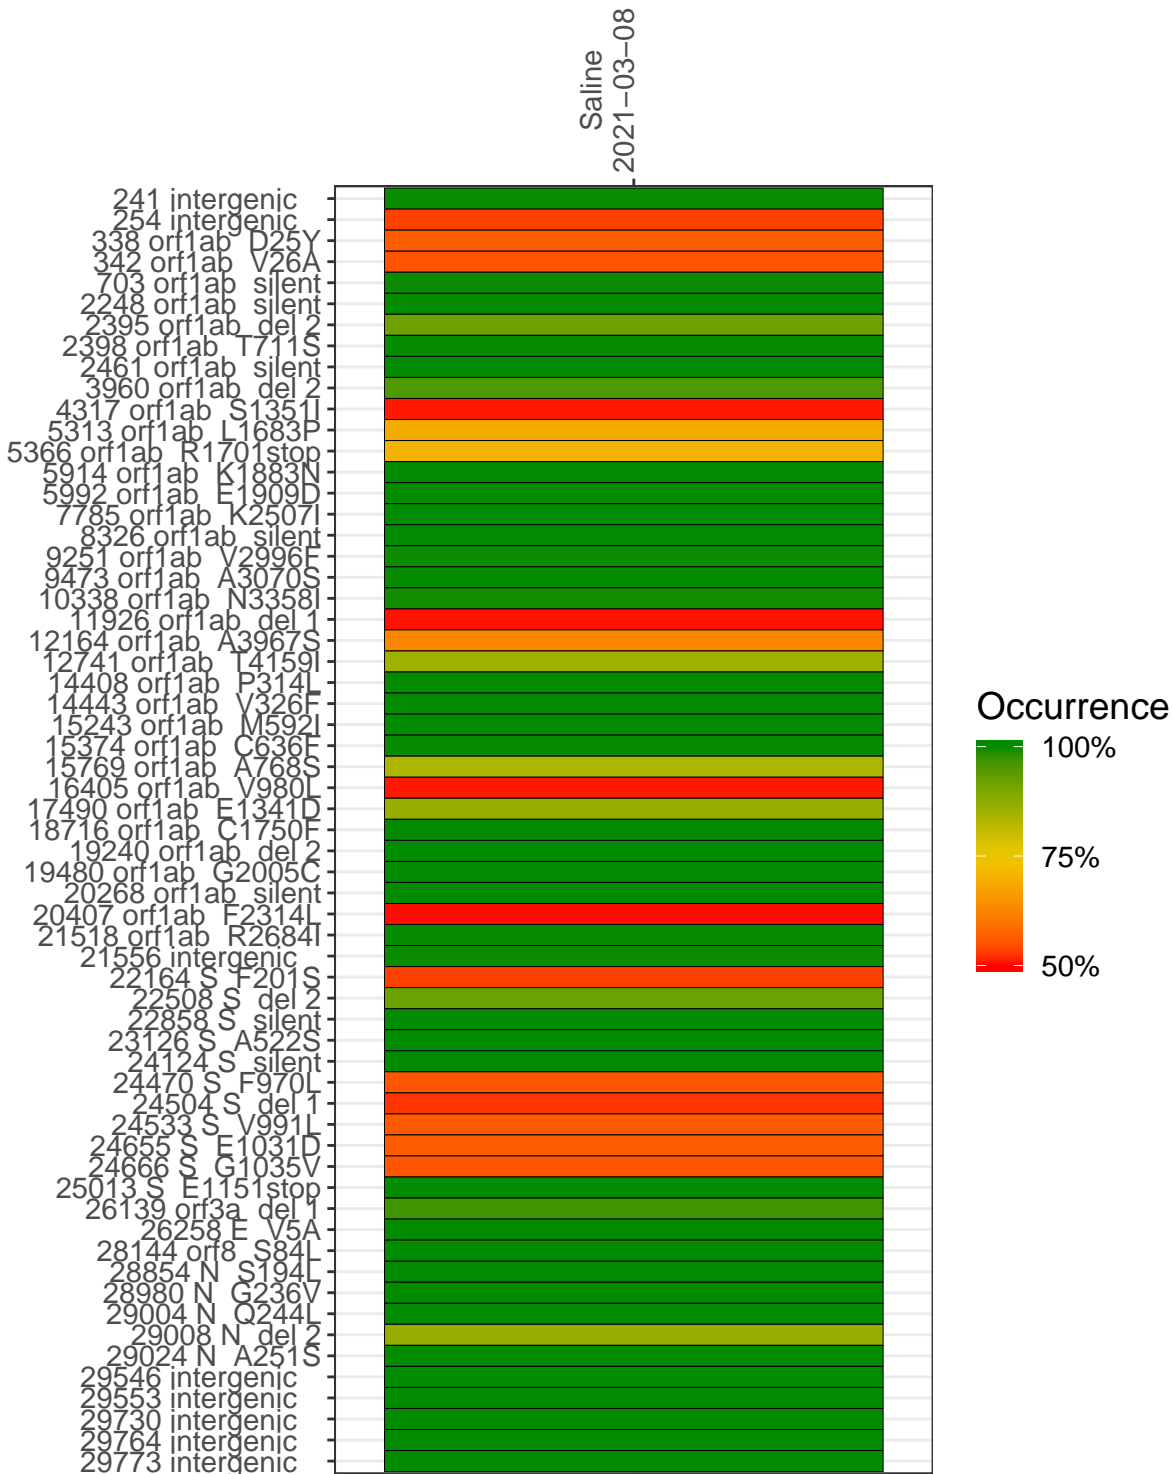 Saline
2021−03−08
241 intergenic
254 intergenic
338 orf1ab D25Y
342 orf1ab V26A
703 orf1ab silent
2248 orf1ab silent
2395 orf1ab del 2
2398 orf1ab T711S
2461 orf1ab silent
3960 orf1ab del 2
4317 orf1ab S1351I
5313 orf1ab L1683P
5366 orf1ab R1701stop
5914 orf1ab K1883N
5992 orf1ab E1909D
7785 orf1ab K2507I
8326 orf1ab silent
9251 orf1ab V2996F
9473 orf1ab A3070S
10338 orf1ab N3358I
11926 orf1ab del 1
12164 orf1ab A3967S
12741 orf1ab T4159I
14408 orf1ab P314L
14443 orf1ab V326F
15243 orf1ab M592I
15374 orf1ab C636F
15769 orf1ab A768S
16405 orf1ab V980L
17490 orf1ab E1341D
18716 orf1ab C1750F
19240 orf1ab del 2
19480 orf1ab G2005C
20268 orf1ab silent
20407 orf1ab F2314L
21518 orf1ab R2684I
21556 intergenic
22164 S F201S
22508 S del 2
22858 S silent
23126 S A522S
24124 S silent
24470 S F970L
24504 S del 1
24533 S V991L
24655 S E1031D
24666 S G1035V
25013 S E1151stop
26139 orf3a del 1
26258 E V5A
28144 orf8 S84L
28854 N S194L
28980 N G236V
29004 N Q244L
29008 N del 2
29024 N A251S
29546 intergenic
29553 intergenic
29730 intergenic
29764 intergenic
29773 intergenic
Occurrence
100%
75%
50%